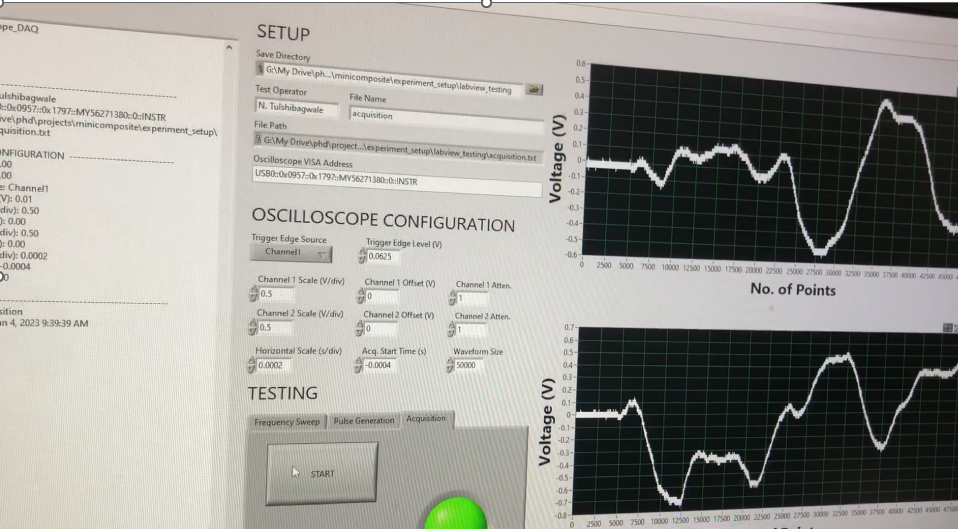 ope_DAQ
ulshibagwale
0::0x0957::0x1797::MY56271380::0::INSTR
ive\phd\projects\minicomposite\experiment_setup\
quisition.txt
NFIGURATION
.00
.00
e: Channel1
(V): 0.01
div): 0.50
): 0.00
div): 0.50
): 0.00
div): 0.0002
-0.0004
sition
an 4, 2023 9:39:39 AM
SETUP
Save Directory
G:\My Drive\ph...\minicomposite\experiment_setup\labview_testing
Test Operator
File Name
N. Tulshibagwale
acquisition
File Path
G:\My Drive\phd\project...\experiment_setup\labview_testing\acquisition.txt
Oscilloscope VISA Address
USB0::0x0957::0x1797::MY56271380::0::INSTR
OSCILLOSCOPE CONFIGURATION
Trigger Edge Source
Trigger Edge Level (V)
Channel1
0.0625
Channel 1 Scale (V/div)
Channel 1 Offset (V)
Channel 1 Atten.
0.5
0
1
Channel 2 Scale (V/div)
Channel 2 Offset (V)
Channel 2 Atten.
0.5
0
1
Horizontal Scale (s/div)
Acq. Start Time (s)
Waveform Size
0.0002
-0.0004
50000
TESTING
Frequency Sweep
Pulse Generation
Acquisition
START
Voltage (V)
0.6
0.5
0.4
0.3
0.2
0.1
0
-0.1
-0.2
-0.3
-0.4
-0.5
-0.6
0 2500 5000 7500 10000 12500 15000 17500 20000 22500 25000 27500 30000 32500 35000 37500 40000 42500 45000
No. of Points
Voltage (V)
0.7
0.6
0.5
0.4
0.3
0.2
0.1
0
-0.1
-0.2
-0.3
-0.4
-0.5
-0.6
-0.7
-0.8
0 2500 5000 7500 10000 12500 15000 17500 20000 22500 25000 27500 30000 32500 35000 37500 40000 42500 45000 47500